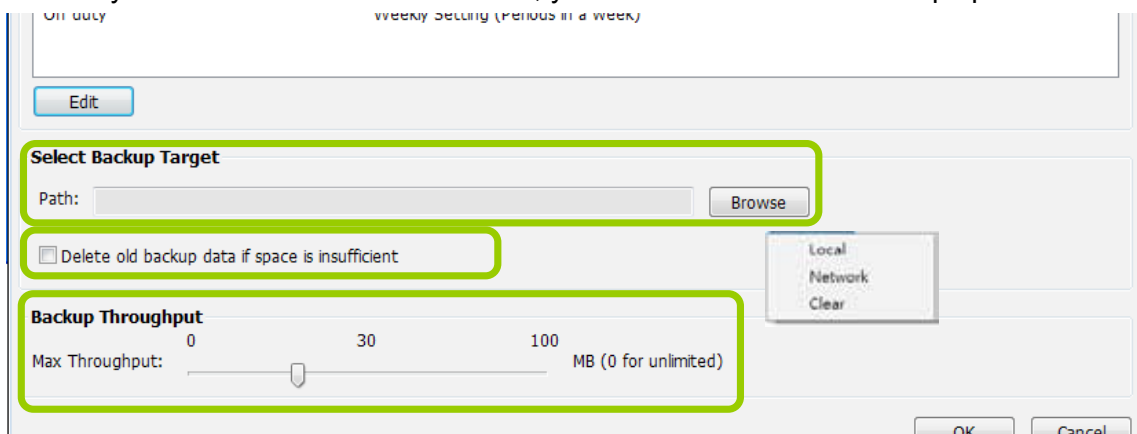 Off duty Weekly Setting (Periods in a week)
Edit
Select Backup Target
Path: Browse
Delete old backup data if space is insufficient
Local
Network
Clear
Backup Throughput
0 30 100
Max Throughput: MB (0 for unlimited)
OK Cancel